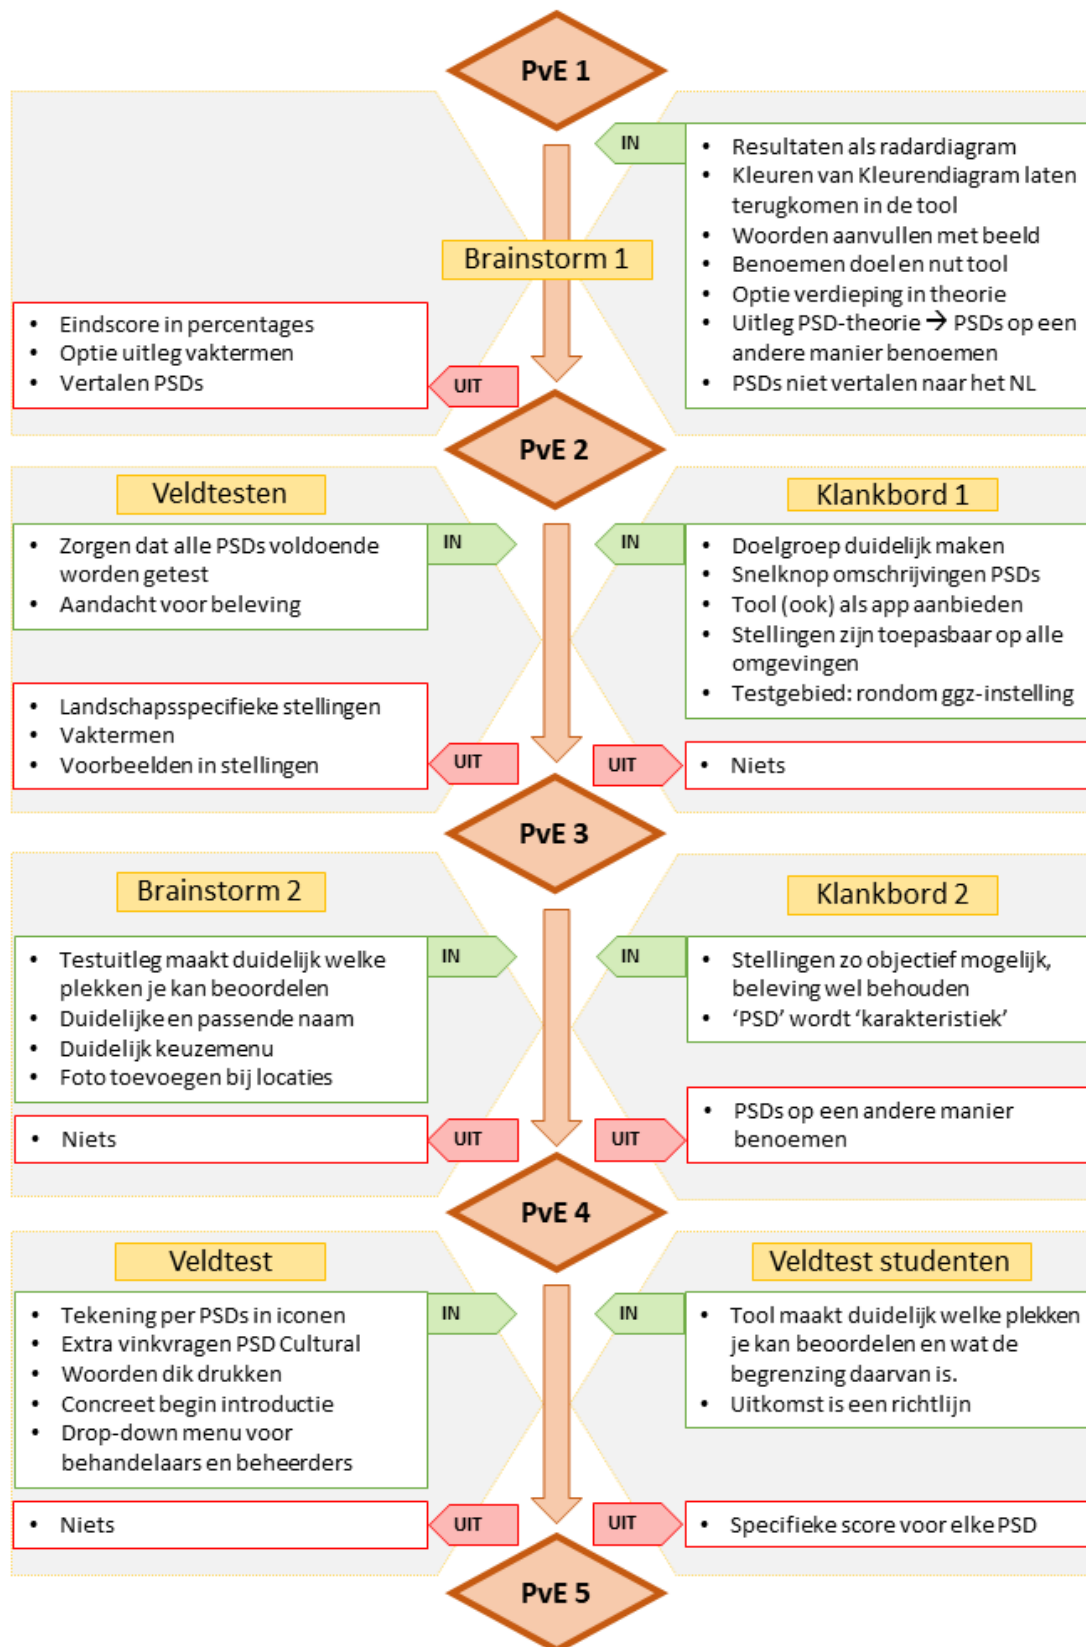 PvE 1
IN
• Resultaten als radardiagram
• Kleuren van Kleurendiagram laten
terugkomen in de tool
• Woorden aanvullen met beeld
• Benoemen doel en nut tool
• Optie verdieping in theorie
• Uitleg PSD-theorie → PSDs op een
andere manier benoemen
• PSDs niet vertalen naar het NL
Brainstorm 1
• Eindscore in percentages
• Optie uitleg vaktermen
• Vertalen PSDs
UIT
PvE 2
Veldtesten
• Zorgen dat alle PSDs voldoende
worden getest
• Aandacht voor beleving
IN
• Landschapsspecifieke stellingen
• Vaktermen
• Voorbeelden in stellingen
UIT
Klankbord 1
IN
• Doelgroep duidelijk maken
• Snelknop omschrijvingen PSDs
• Tool (ook) als app aanbieden
• Stellingen zijn toepasbaar op alle
omgevingen
• Testgebied: rondom ggz-instelling
UIT
• Niets
PvE 3
Brainstorm 2
• Testuitleg maakt duidelijk welke
plekken je kan beoordelen
• Duidelijke en passende naam
• Duidelijk keuzemenu
• Foto toevoegen bij locaties
IN
• Niets
UIT
Klankbord 2
IN
• Stellingen zo objectief mogelijk,
beleving wel behouden
• ‘PSD’ wordt ‘karakteristiek’
UIT
• PSDs op een andere manier
benoemen
PvE 4
Veldtest
• Tekening per PSDs in iconen
• Extra vinkvragen PSD Cultural
• Woorden dik drukken
• Concreet begin introductie
• Drop-down menu voor
behandelaars en beheerders
IN
• Niets
UIT
Veldtest studenten
IN
• Tool maakt duidelijk welke plekken
je kan beoordelen en wat de
begrenzing daarvan is.
• Uitkomst is een richtlijn
UIT
• Specifieke score voor elke PSD
PvE 5